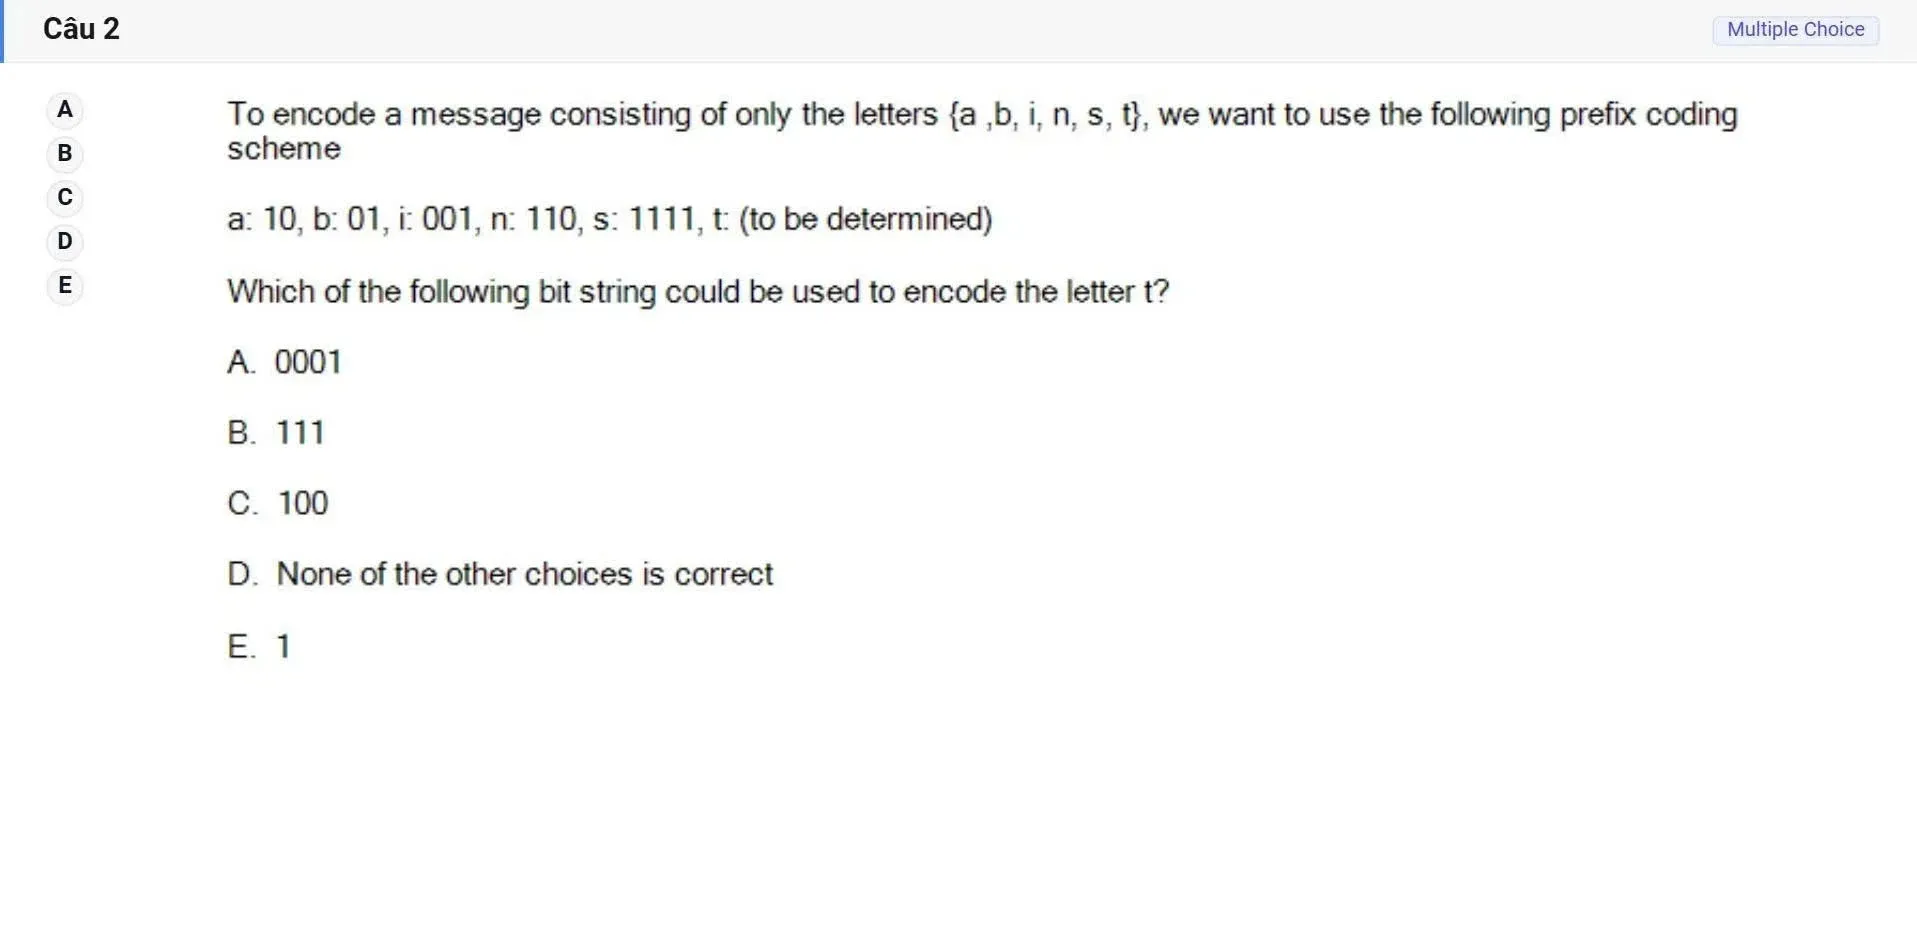 Câu 2
Multiple Choice
A
B
C
D
E
To encode a message consisting of only the letters {a ,b, i, n, s, t}, we want to use the following prefix coding
scheme
a: 10, b: 01, i: 001, n: 110, s: 1111, t: (to be determined)
Which of the following bit string could be used to encode the letter t?
A. 0001
B. 111
C. 100
D. None of the other choices is correct
E. 1